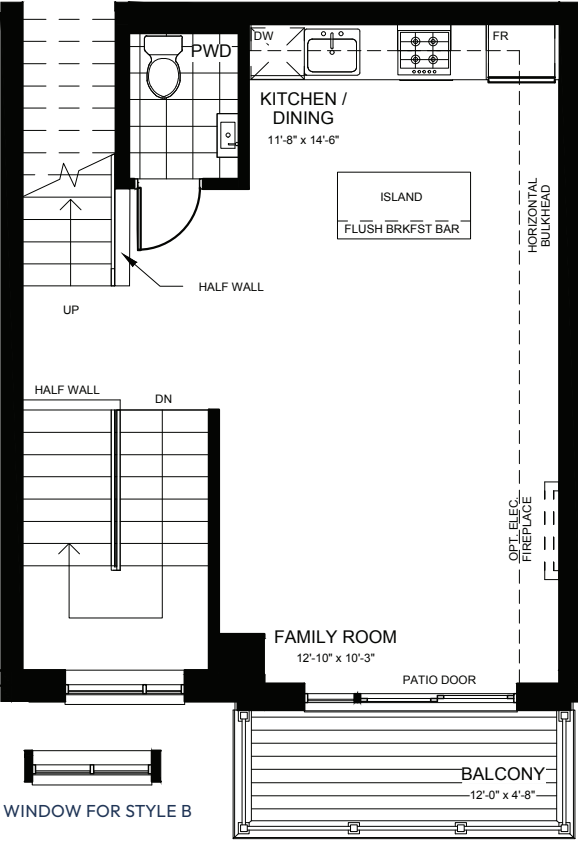 PWD
DW
FR
KITCHEN /
DINING
11'-8" x 14'-6"
ISLAND
FLUSH BRKFST BAR
HORIZONTAL
BULKHEAD
HALF WALL
UP
HALF WALL
DN
OPT. ELEC.
FIREPLACE
FAMILY ROOM
12'-10" x 10'-3"
PATIO DOOR
BALCONY
12'-0" x 4'-8"
WINDOW FOR STYLE B